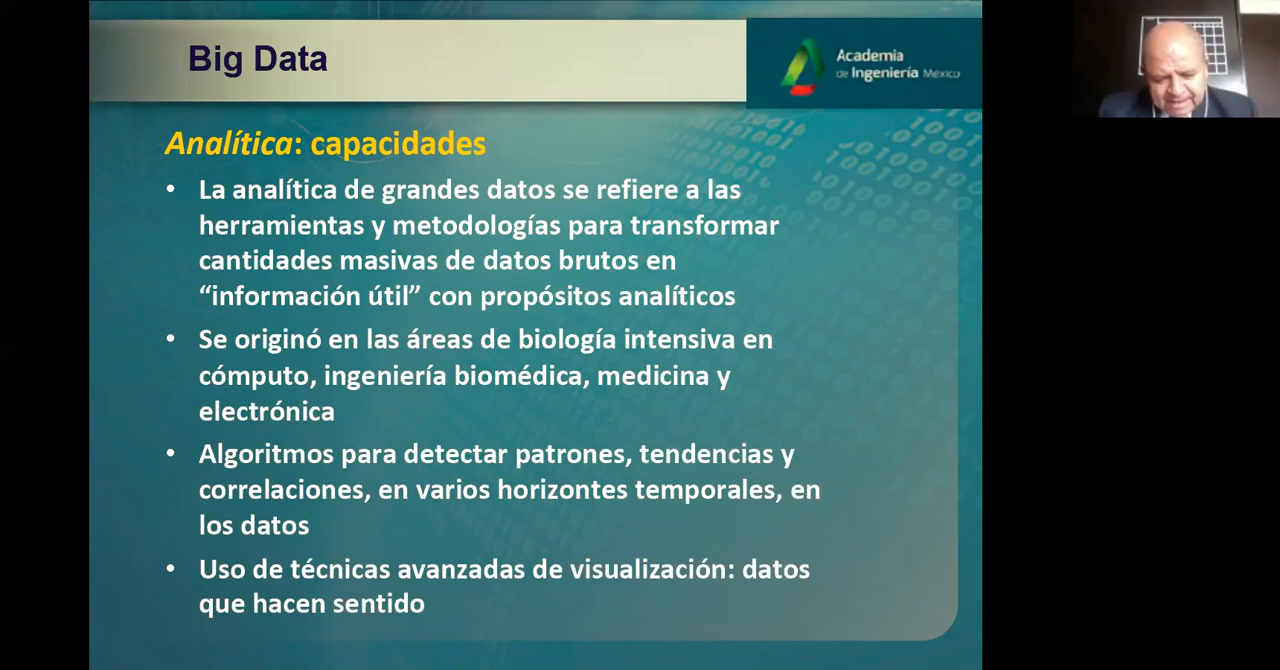 Big Data
Academia
de Ingeniería México
Analítica: capacidades
• La analítica de grandes datos se refiere a las
herramientas y metodologías para transformar
cantidades masivas de datos brutos en
“información útil” con propósitos analíticos
• Se originó en las áreas de biología intensiva en
cómputo, ingeniería biomédica, medicina y
electrónica
• Algoritmos para detectar patrones, tendencias y
correlaciones, en varios horizontes temporales, en
los datos
• Uso de técnicas avanzadas de visualización: datos
que hacen sentido